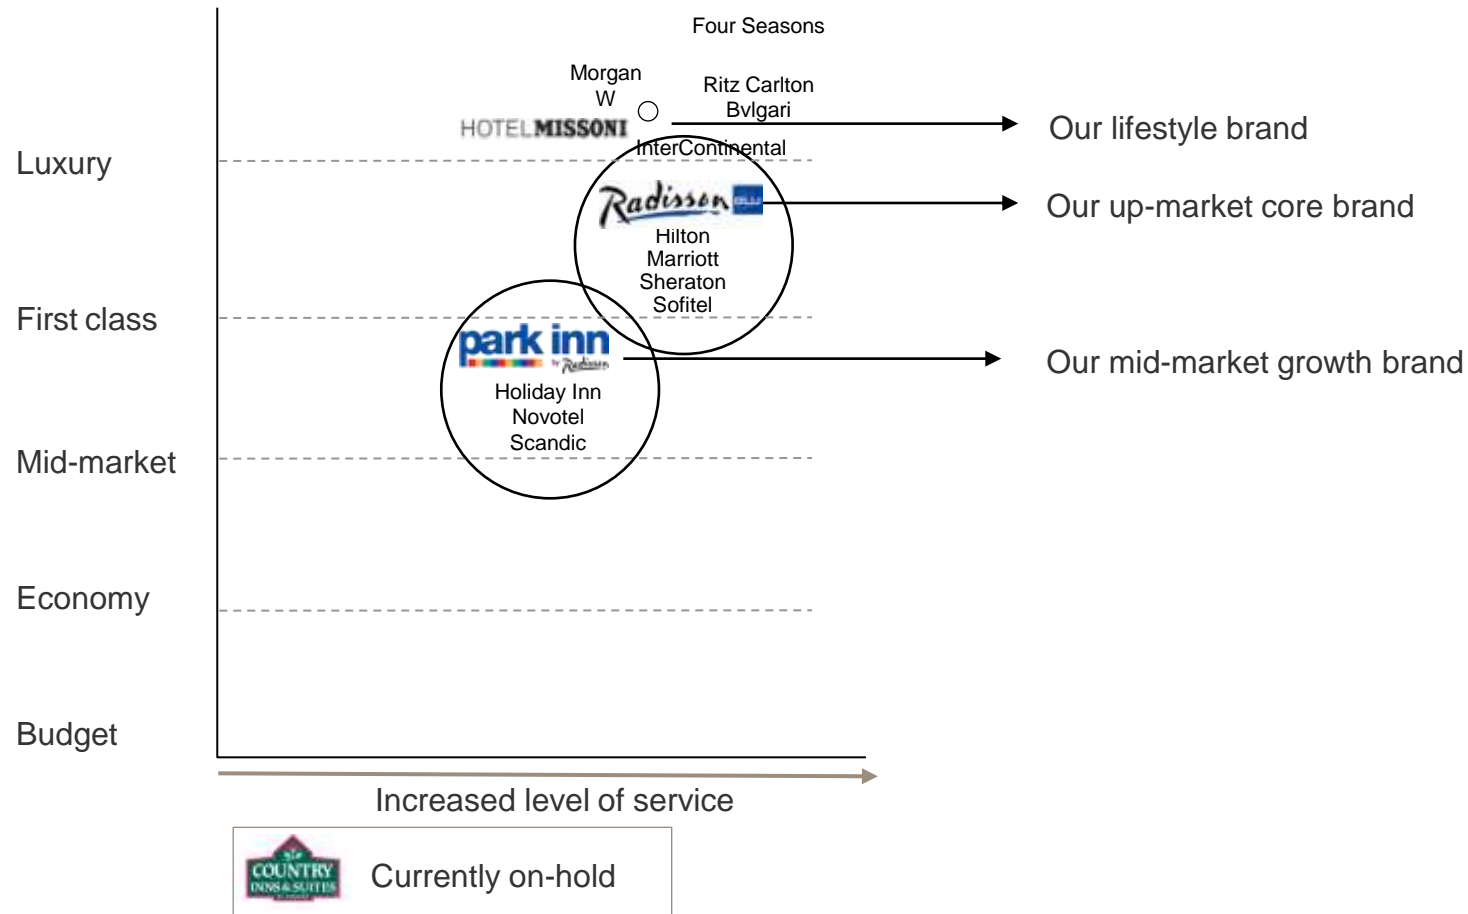 Four Seasons
Morgan
W
Ritz Carlton
Bvlgari
HOTELMISSONI
Our lifestyle brand
InterContinental
Luxury
Radisson BLU
Our up-market core brand
Hilton
Marriott
Sheraton
Sofitel
First class
park inn
by Radisson
Our mid-market growth brand
Holiday Inn
Novotel
Scandic
Mid-market
Economy
Budget
Increased level of service
COUNTRY
INNS & SUITES
Currently on-hold